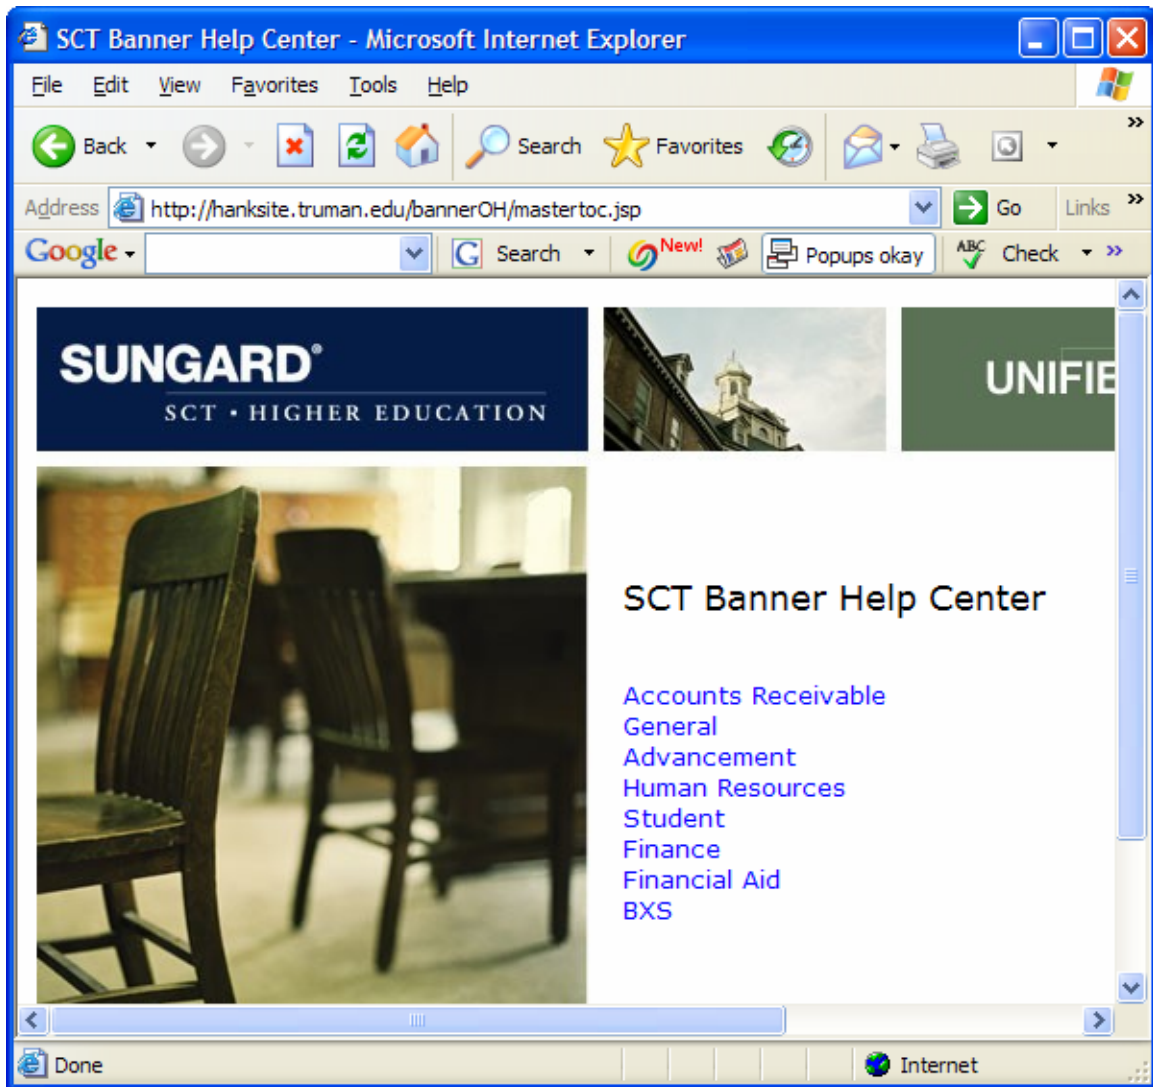 SCT Banner Help Center - Microsoft Internet Explorer
File Edit View Favorites Tools Help
Back Search Favorites »
Address http://hanksite.truman.edu/bannerOH/mastertoc.jsp Go Links »
Google G Search New! Popups okay ABC Check »
SUNGARD®
SCT • HIGHER EDUCATION
UNIFIE
SCT Banner Help Center
Accounts Receivable
General
Advancement
Human Resources
Student
Finance
Financial Aid
BXS
Done Internet